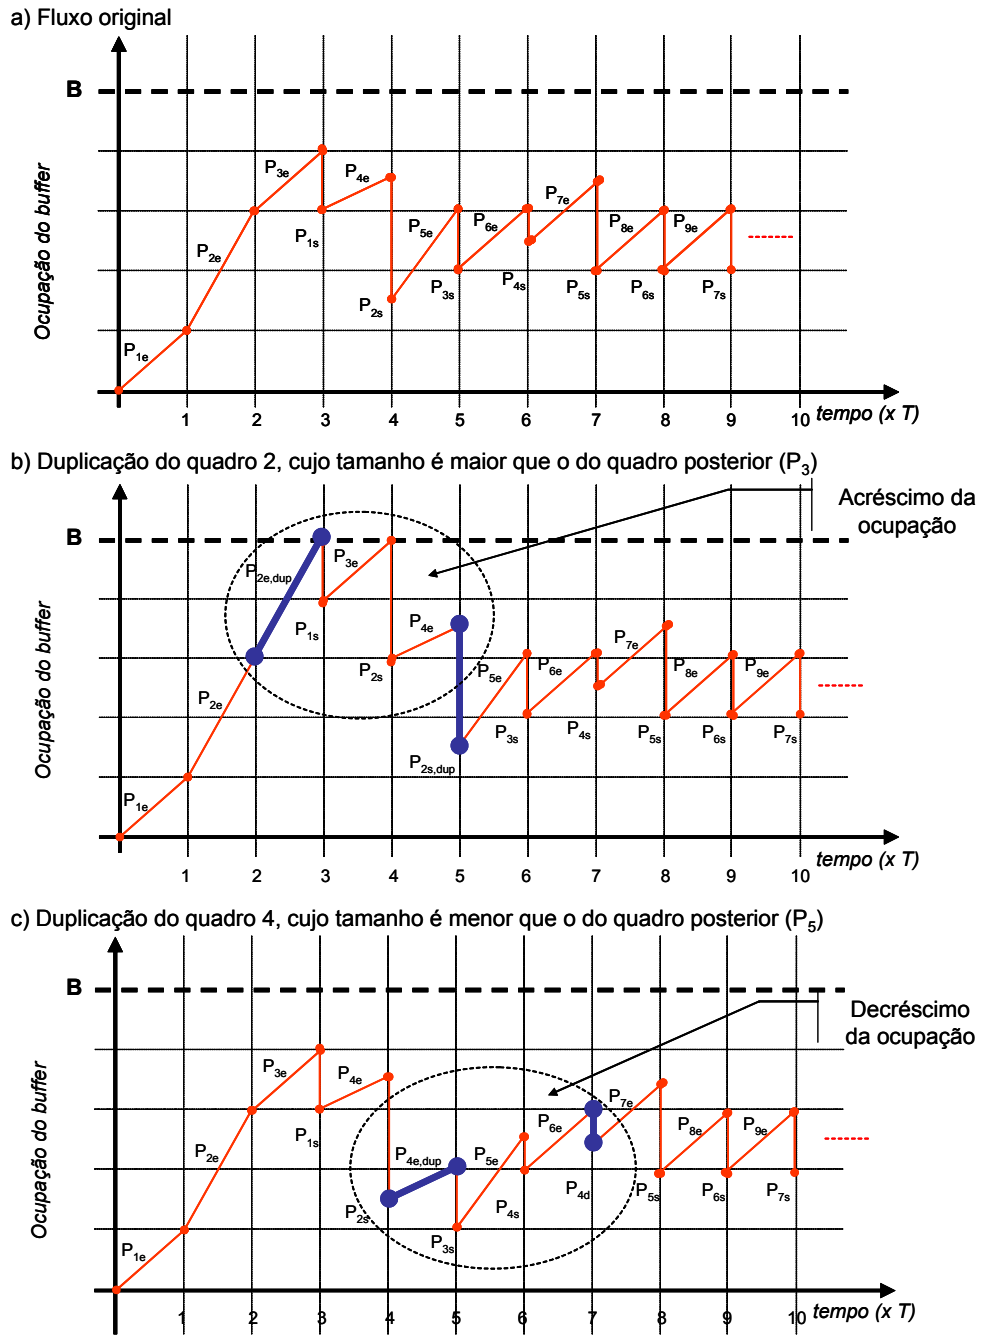 a) Fluxo original
B
Ocupação do buffer
P1e
P2e
P3e
P1s
P4e
P2s
P5e
P3s
P6e
P4s
P7e
P5s
P8e
P6s
P9e
P7s
1 2 3 4 5 6 7 8 9 10 tempo (x T)
b) Duplicação do quadro 2, cujo tamanho é maior que o do quadro posterior (P3)
Acréscimo da
ocupação
B
Ocupação do buffer
P1e
P2e
P2e,dup
P3e
P1s
P4e
P2s
P5e
P2s,dup
P6e
P3s
P7e
P4s
P8e
P5s
P9e
P6s
P7s
1 2 3 4 5 6 7 8 9 10 tempo (x T)
c) Duplicação do quadro 4, cujo tamanho é menor que o do quadro posterior (P5)
Decréscimo
da ocupação
B
Ocupação do buffer
P1e
P2e
P3e
P1s
P4e
P2s
P4e,dup
P3s
P5e
P4s
P6e
P4d
P7e
P5s
P8e
P6s
P9e
P7s
1 2 3 4 5 6 7 8 9 10 tempo (x T)